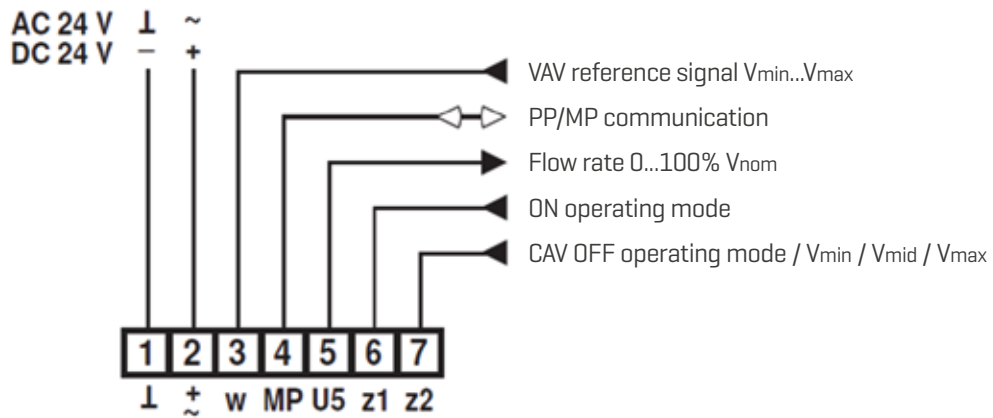 AC 24 V ⊥ ~
DC 24 V − +
VAV reference signal Vmin...Vmax
PP/MP communication
Flow rate 0...100% Vnom
ON operating mode
CAV OFF operating mode / Vmin / Vmid / Vmax
1 2 3 4 5 6 7
⊥ +~ w MP U5 z1 z2